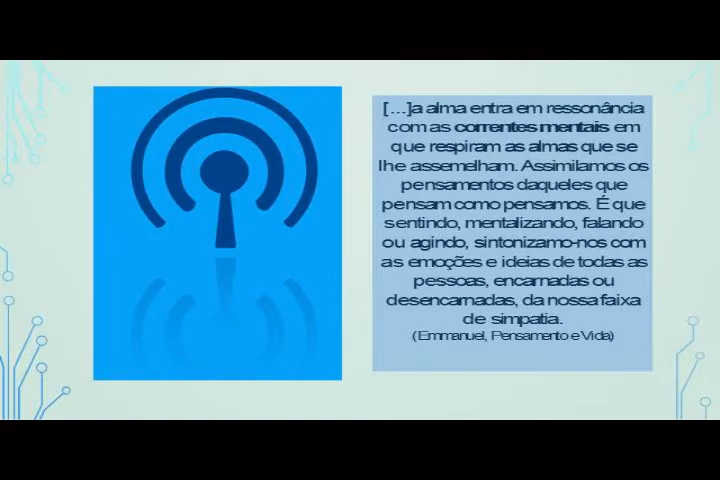 [...]a alma entra em ressonância
com as correntes mentais em
que respiram as almas que se
lhe assemelham. Assimilamos os
pensamentos daqueles que
pensam como pensamos. É que
sentindo, mentalizando, falando
ou agindo, sintonizamo-nos com
as emoções e ideias de todas as
pessoas, encarnadas ou
desencarnadas, da nossa faixa
de simpatia.
(Emmanuel, Pensamento e Vida)